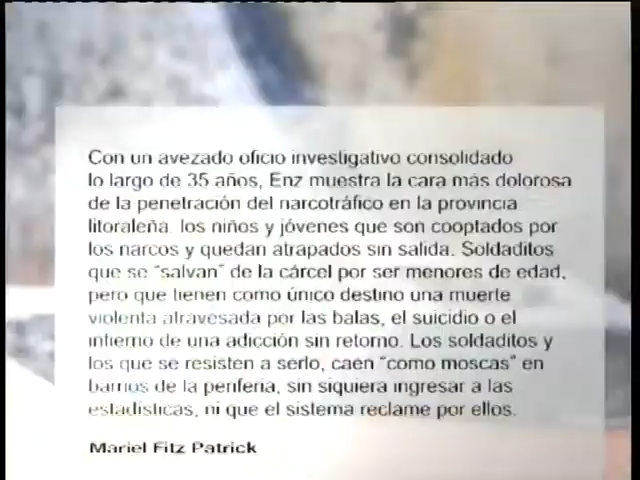 Con un avezado oficio investigativo consolidado
lo largo de 35 años, Enz muestra la cara más dolorosa
de la penetración del narcotráfico en la provincia
litoraleña: los niños y jóvenes que son cooptados por
los narcos y quedan atrapados sin salida. Soldaditos
que se "salvan" de la cárcel por ser menores de edad,
pero que tienen como único destino una muerte
violenta atravesada por las balas, el suicidio o el
infierno de una adicción sin retorno. Los soldaditos y
los que se resisten a serlo, caen "como moscas" en
barrios de la periferia, sin siquiera ingresar a las
estadísticas, ni que el sistema reclame por ellos.
Mariel Fitz Patrick